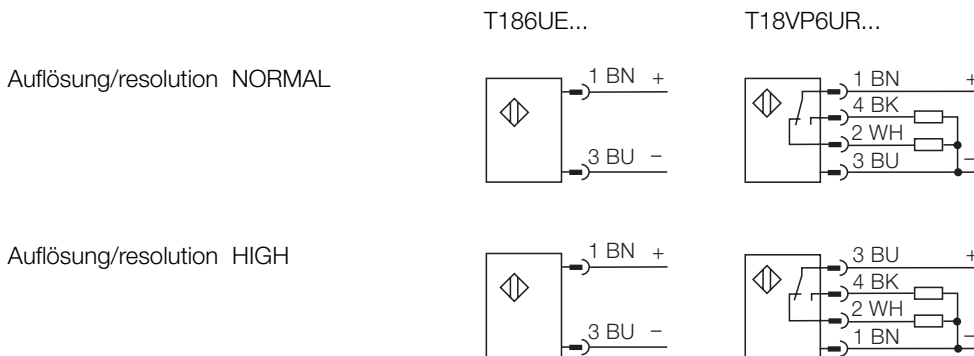 T186UE... T18VP6UR...
Auflösung/resolution NORMAL
1 BN +
3 BU −
1 BN +
4 BK
2 WH
3 BU −
Auflösung/resolution HIGH
1 BN +
3 BU −
3 BU +
4 BK
2 WH
1 BN −